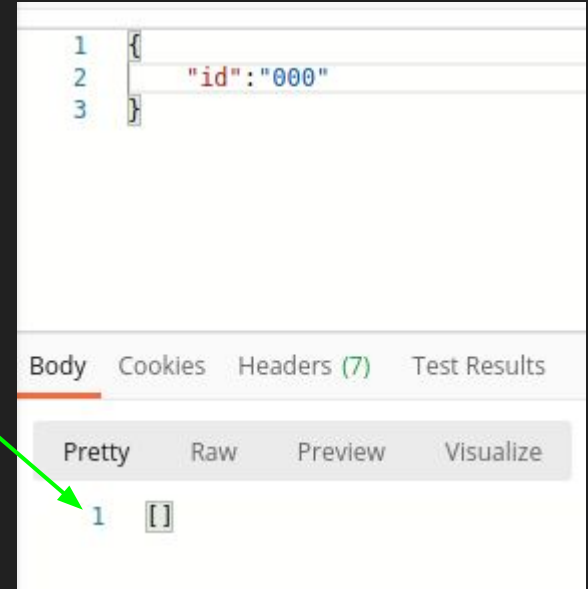 1 {
2 "id":"000"
3 }
Body Cookies Headers (7) Test Results
Pretty Raw Preview Visualize
1 []